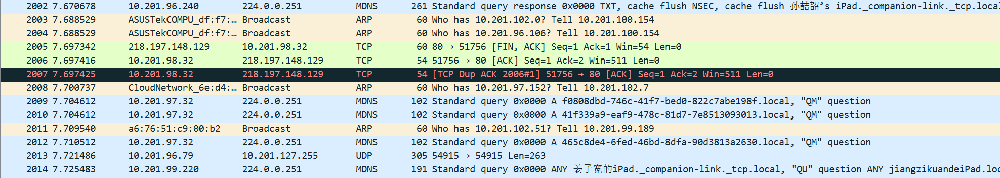 2002 7.670678 10.201.96.240 224.0.0.251 MDNS 261 Standard query response 0x0000 TXT, cache flush NSEC, cache flush 孙喆韶’s iPad._companion-link._tcp.loca
2003 7.688529 ASUSTekCOMPU_df:f7:… Broadcast ARP 60 Who has 10.201.102.0? Tell 10.201.100.154
2004 7.688529 ASUSTekCOMPU_df:f7:… Broadcast ARP 60 Who has 10.201.96.106? Tell 10.201.100.154
2005 7.697342 218.197.148.129 10.201.98.32 TCP 60 80 → 51756 [FIN, ACK] Seq=1 Ack=1 Win=54 Len=0
2006 7.697416 10.201.98.32 218.197.148.129 TCP 54 51756 → 80 [ACK] Seq=1 Ack=2 Win=511 Len=0
2007 7.697425 10.201.98.32 218.197.148.129 TCP 54 [TCP Dup ACK 2006#1] 51756 → 80 [ACK] Seq=1 Ack=2 Win=511 Len=0
2008 7.700737 CloudNetwork_6e:d4:… Broadcast ARP 60 Who has 10.201.97.152? Tell 10.201.102.7
2009 7.704612 10.201.97.32 224.0.0.251 MDNS 102 Standard query 0x0000 A f0808dbd-746c-41f7-bed0-822c7abe198f.local, "QM" question
2010 7.704612 10.201.97.32 224.0.0.251 MDNS 102 Standard query 0x0000 A 41f339a9-eaf9-478c-81d7-7e8513093013.local, "QM" question
2011 7.709540 a6:76:51:c9:00:b2 Broadcast ARP 60 Who has 10.201.102.51? Tell 10.201.99.189
2012 7.710512 10.201.97.32 224.0.0.251 MDNS 102 Standard query 0x0000 A 465c8de4-6fed-46bd-8dfa-90d3813a2630.local, "QM" question
2013 7.721486 10.201.96.79 10.201.127.255 UDP 305 54915 → 54915 Len=263
2014 7.725483 10.201.99.220 224.0.0.251 MDNS 191 Standard query 0x0000 ANY 姜子宽的iPad._companion-link._tcp.local, "QU" question ANY jiangzikuandeiPad.loc